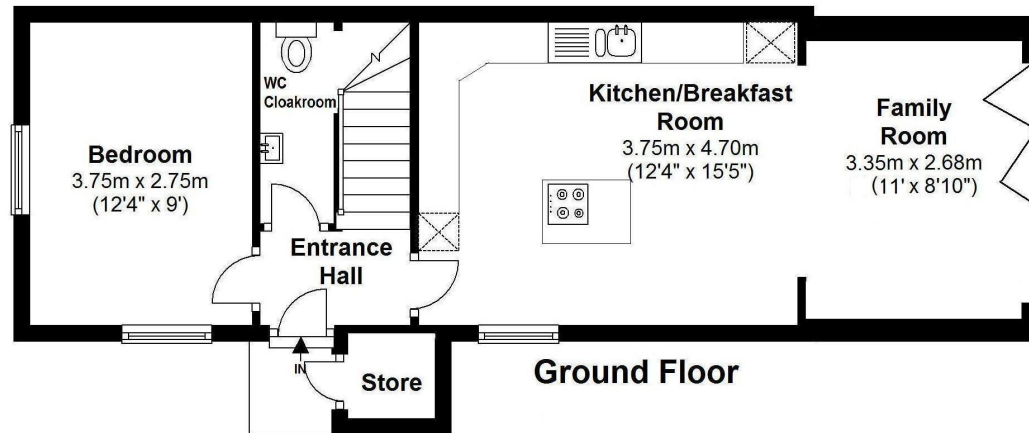 Bedroom
3.75m x 2.75m
(12'4" x 9')
WC
Cloakroom
Entrance
Hall
IN
Store
Kitchen/Breakfast
Room
3.75m x 4.70m
(12'4" x 15'5")
Family
Room
3.35m x 2.68m
(11' x 8'10")
Ground Floor